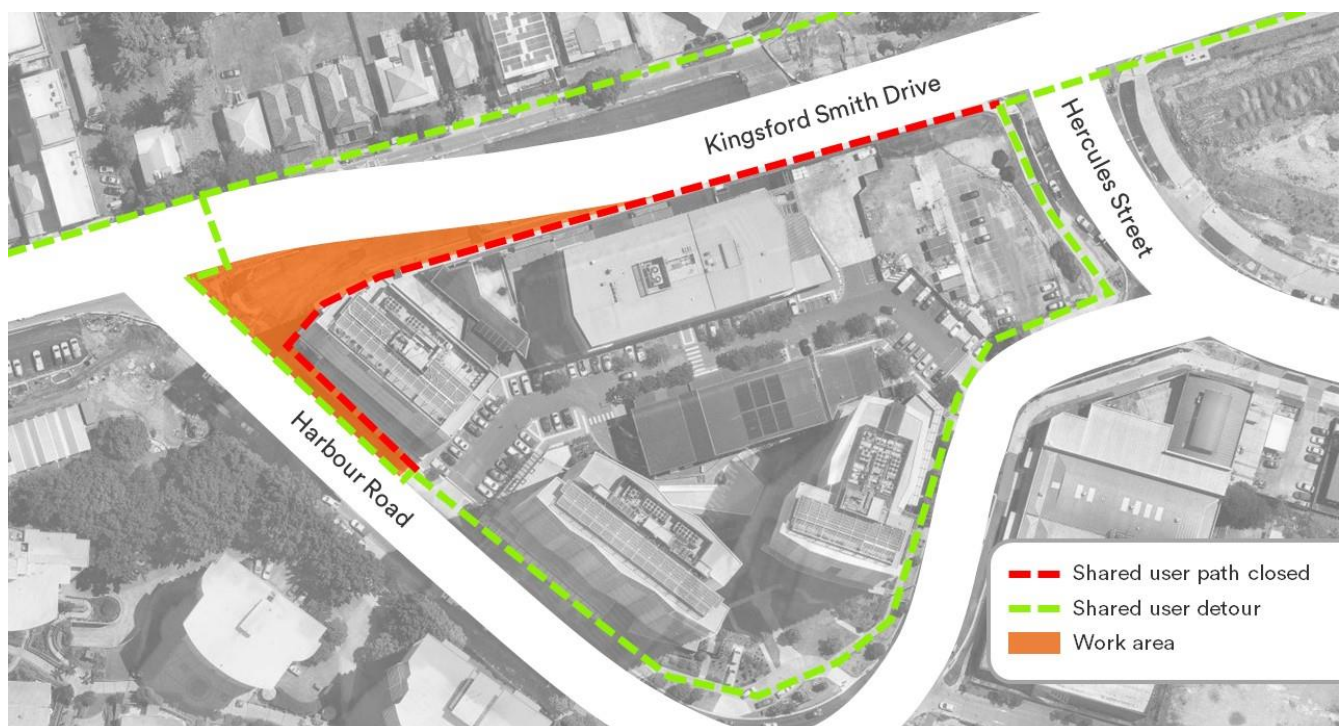 Kingsford Smith Drive
Hercules Street
Harbour Road
Shared user path closed
Shared user detour
Work area